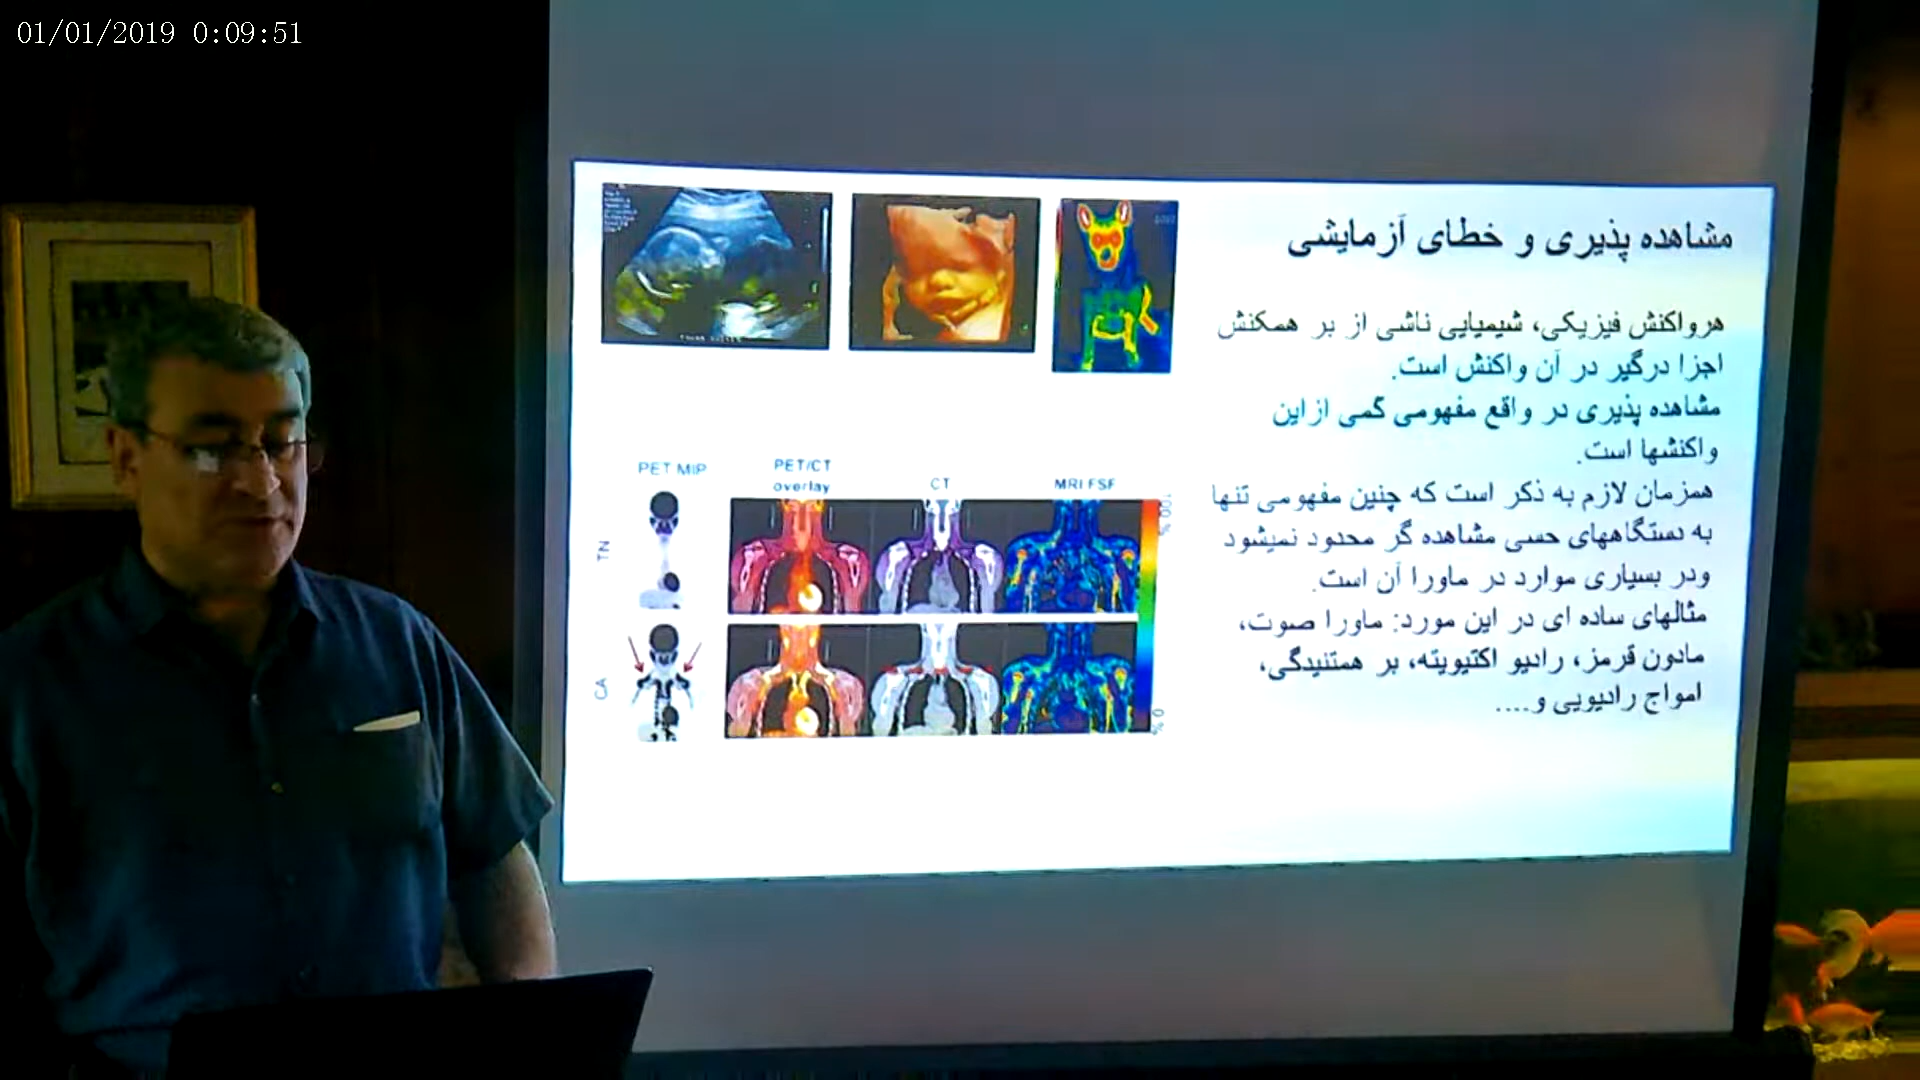 01/01/2019 0:09:51
مشاهده پذیری و خطای آزمایشی
هرواکنش فیزیکی، شیمیایی ناشی از بر همکنش
اجزا درگیر در آن واکنش است.
مشاهده پذیری در واقع مفهومی گمی ازاین
واکنشها است.
همزمان لازم به ذکر است که چنین مفهومی تنها
به دستگاههای حسی مشاهده گر محدود نمیشود
ودر بسیاری موارد در ماورا آن است.
مثالهای ساده ای در این مورد: ماورا صوت،
مادون قرمز، رادیو اکتیویته، بر همتنیدگی،
امواج رادیویی و....
PET MIP
PET/CT
overlay
CT
MRI FSF
TN
CA
100 %
0 %